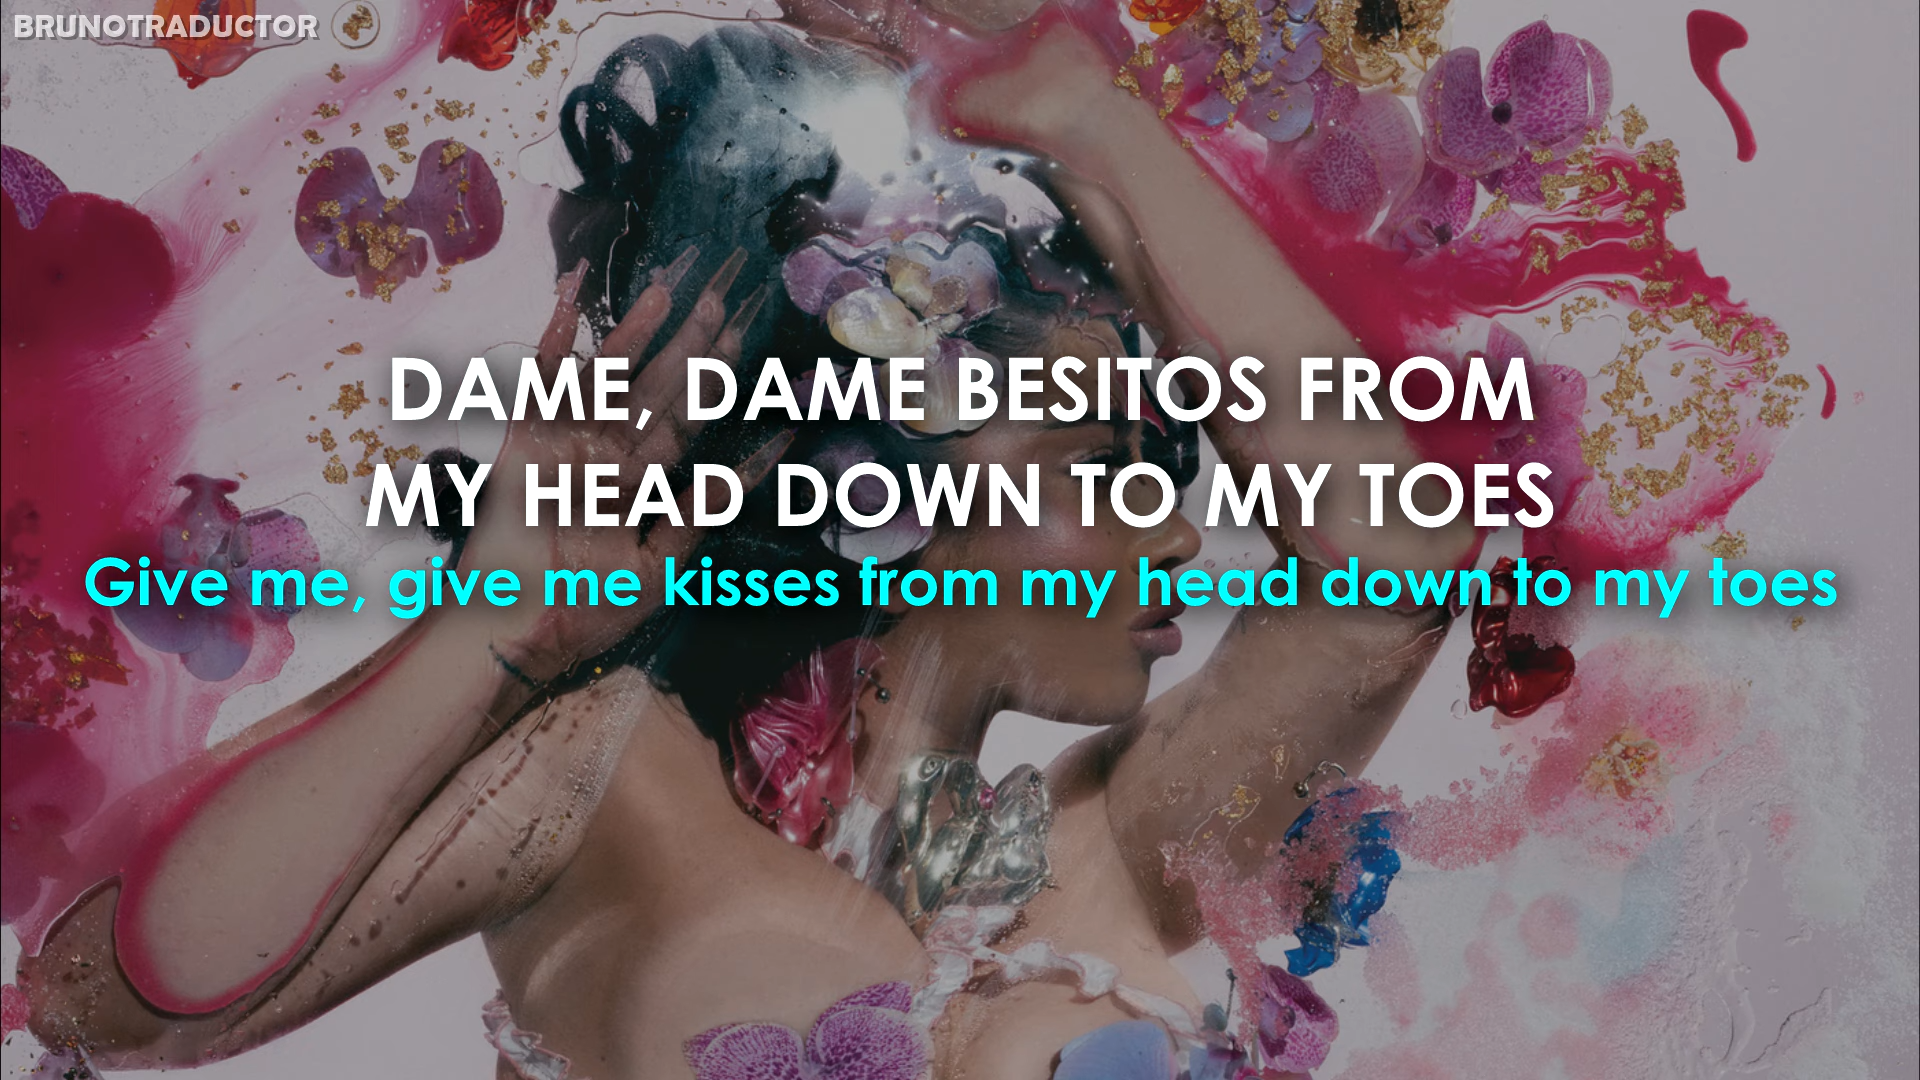 BRUNOTRADUCTOR
DAME, DAME BESITOS FROM
MY HEAD DOWN TO MY TOES
Give me, give me kisses from my head down to my toes